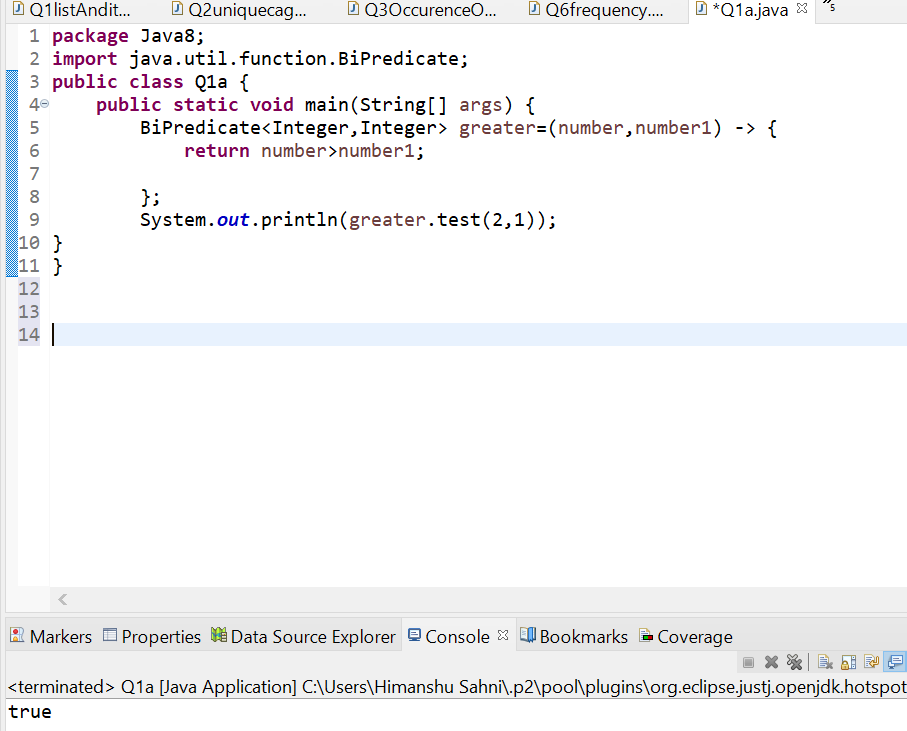 Q1listAndit... Q2uniquecag... Q3OccurenceO... Q6frequency.... *Q1a.java 5
1 package Java8;
2 import java.util.function.BiPredicate;
3 public class Q1a {
4 public static void main(String[] args) {
5 BiPredicate<Integer,Integer> greater=(number,number1) -> {
6 return number>number1;
7
8 };
9 System.out.println(greater.test(2,1));
10 }
11 }
12
13
14
Markers Properties Data Source Explorer Console Bookmarks Coverage
<terminated> Q1a [Java Application] C:\Users\Himanshu Sahni\.p2\pool\plugins\org.eclipse.justj.openjdk.hotspot
true